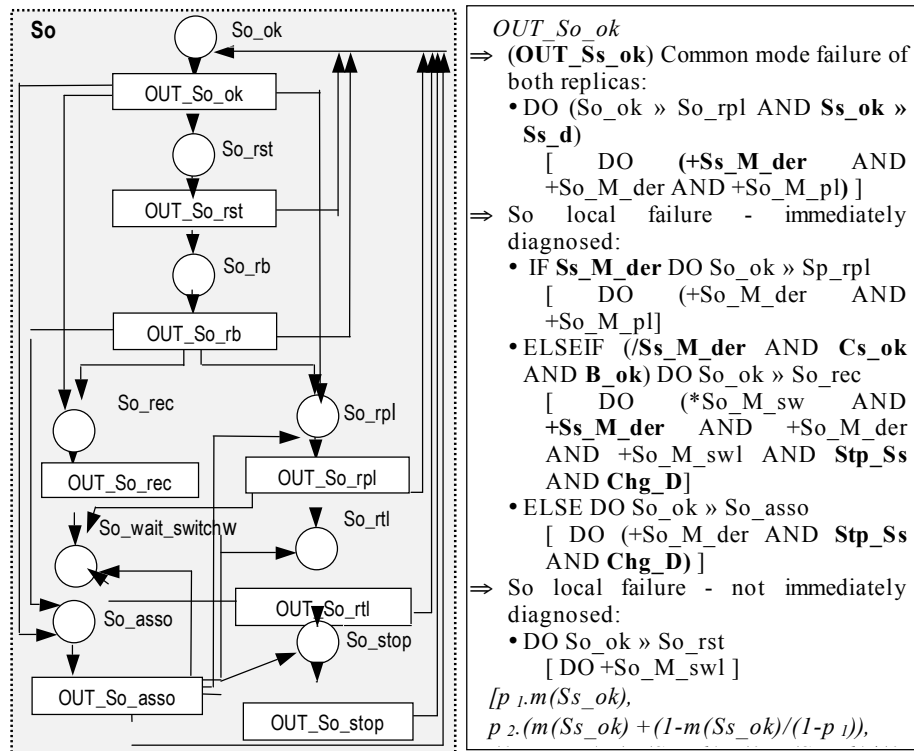 So
So_ok
OUT_So_ok
So_rst
OUT_So_rst
So_rb
OUT_So_rb
So_rec
So_rpl
OUT_So_rec
OUT_So_rpl
So_wait_switchw
So_rtl
So_asso
OUT_So_rtl
So_stop
OUT_So_asso
OUT_So_stop
OUT_So_ok
⇒ (OUT_Ss_ok) Common mode failure of
both replicas:
• DO (So_ok » So_rpl AND Ss_ok »
Ss_d)
[ DO (+Ss_M_der AND
+So_M_der AND +So_M_pl) ]
⇒ So local failure - immediately
diagnosed:
• IF Ss_M_der DO So_ok » Sp_rpl
[ DO (+So_M_der AND
+So_M_pl]
• ELSEIF (/Ss_M_der AND Cs_ok
AND B_ok) DO So_ok » So_rec
[ DO (*So_M_sw AND
+Ss_M_der AND +So_M_der
AND +So_M_swl AND Stp_Ss
AND Chg_D]
• ELSE DO So_ok » So_asso
[ DO (+So_M_der AND Stp_Ss
AND Chg_D) ]
⇒ So local failure - not immediately
diagnosed:
• DO So_ok » So_rst
[ DO +So_M_swl ]
[p 1.m(Ss_ok),
p 2.(m(Ss_ok) +(1-m(Ss_ok)/(1-p 1)),